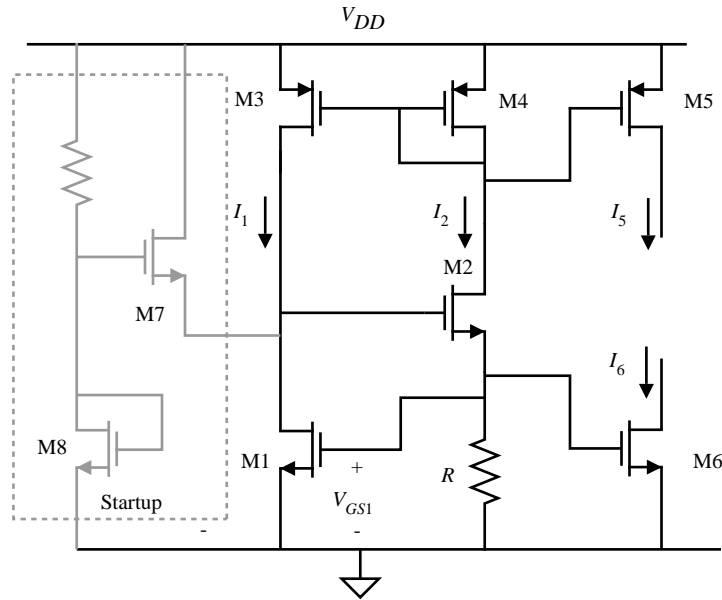 V_DD
M3
M4
M5
I_1
I_2
I_5
M2
M7
I_6
M8
M1
+
R
M6
V_GS1
Startup
-
-